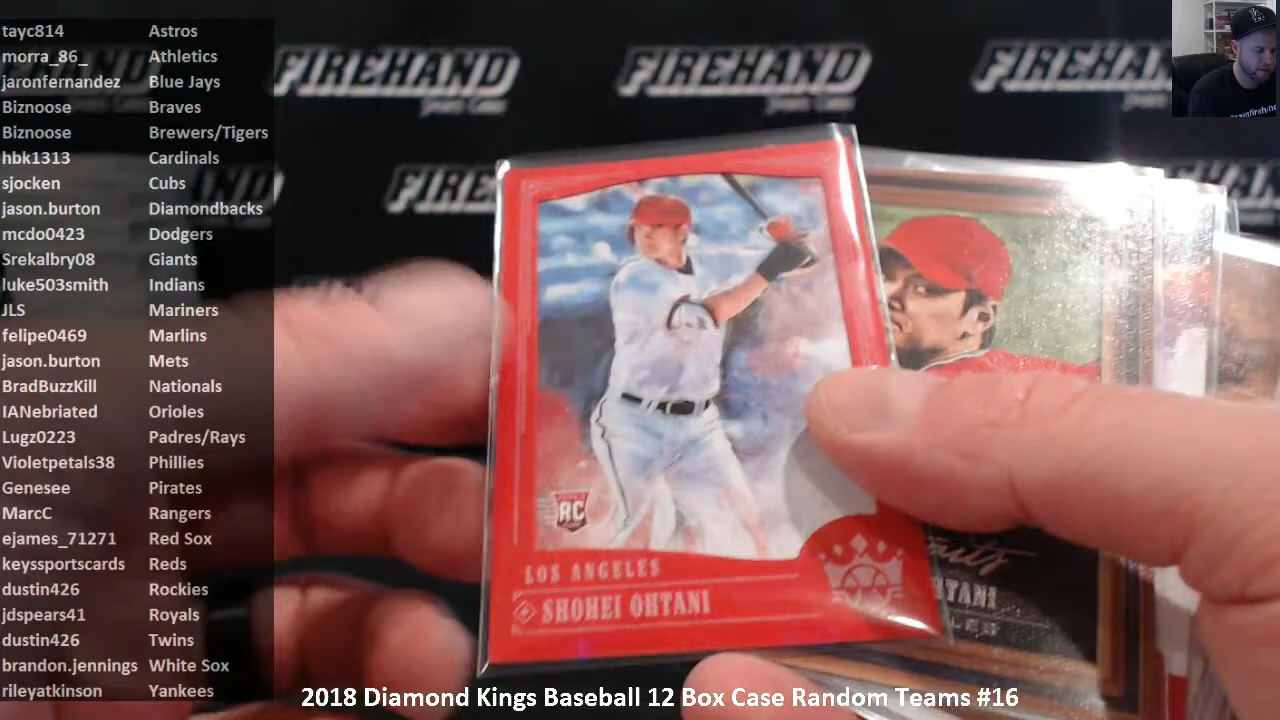 tayc814 Astros
morra_86_ Athletics
jaronfernandez Blue Jays
Biznoose Braves
Biznoose Brewers/Tigers
hbk1313 Cardinals
sjocken Cubs
jason.burton Diamondbacks
mcdo0423 Dodgers
Srekalbry08 Giants
luke503smith Indians
JLS Mariners
felipe0469 Marlins
jason.burton Mets
BradBuzzKill Nationals
IANebriated Orioles
Lugz0223 Padres/Rays
Violetpetals38 Phillies
Genesee Pirates
MarcC Rangers
ejames_71271 Red Sox
keyssportscards Reds
dustin426 Rockies
jdspears41 Royals
dustin426 Twins
brandon.jennings White Sox
rileyatkinson Yankees
FIREHAND
FIREHAND
FIREHAND
RC
LOS ANGELES
SHOHEI OHTANI
2018 Diamond Kings Baseball 12 Box Case Random Teams #16